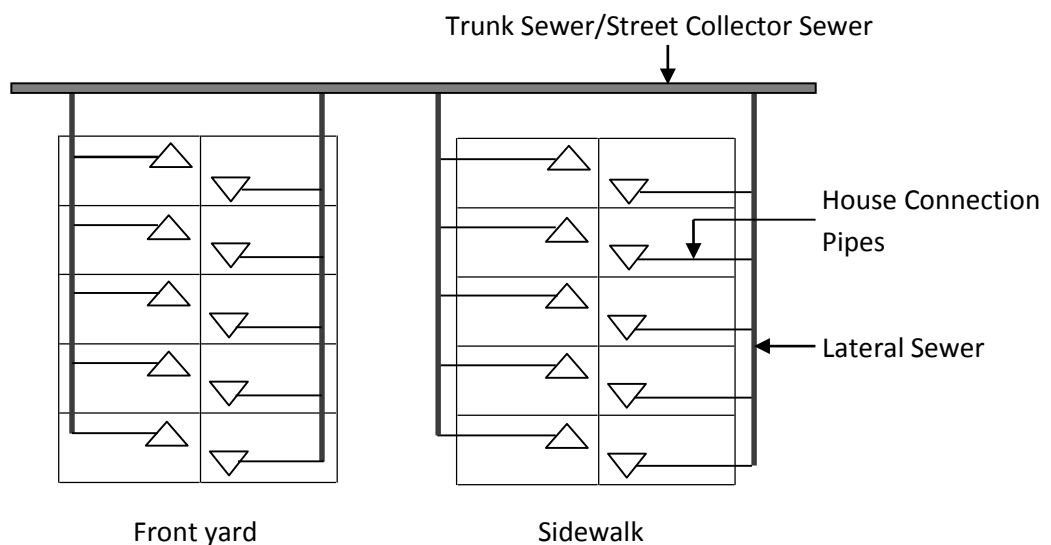 Trunk Sewer/Street Collector Sewer
House Connection
Pipes
Lateral Sewer
Front yard
Sidewalk